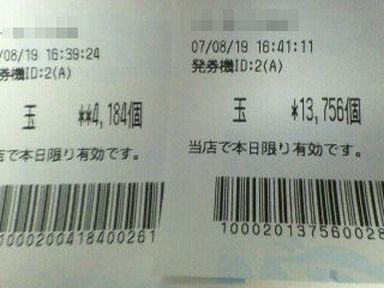 /08/19 16:39:24
発券機ID:2(A)
玉 **4,184個
店で本日限り有効です。
1000200418400261
07/08/19 16:41:11
発券機ID:2(A)
玉 *13,756個
当店で本日限り有効です。
100020137560028